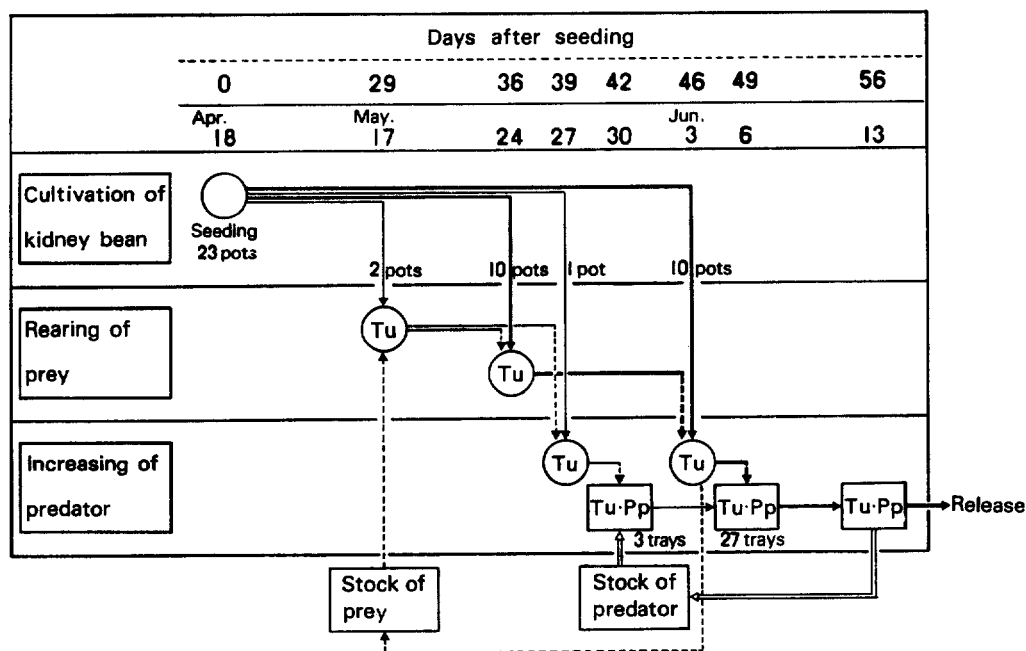 Days after seeding
0 29 36 39 42 46 49 56
Apr. May. Jun.
18 17 24 27 30 3 6 13
Cultivation of
kidney bean
Seeding
23 pots
2 pots 10 pots 1 pot 10 pots
Rearing of
prey
Tu
Tu
Increasing of
predator
Tu Tu
Tu·Pp Tu·Pp Tu·Pp Release
3 trays 27 trays
Stock of
prey
Stock of
predator